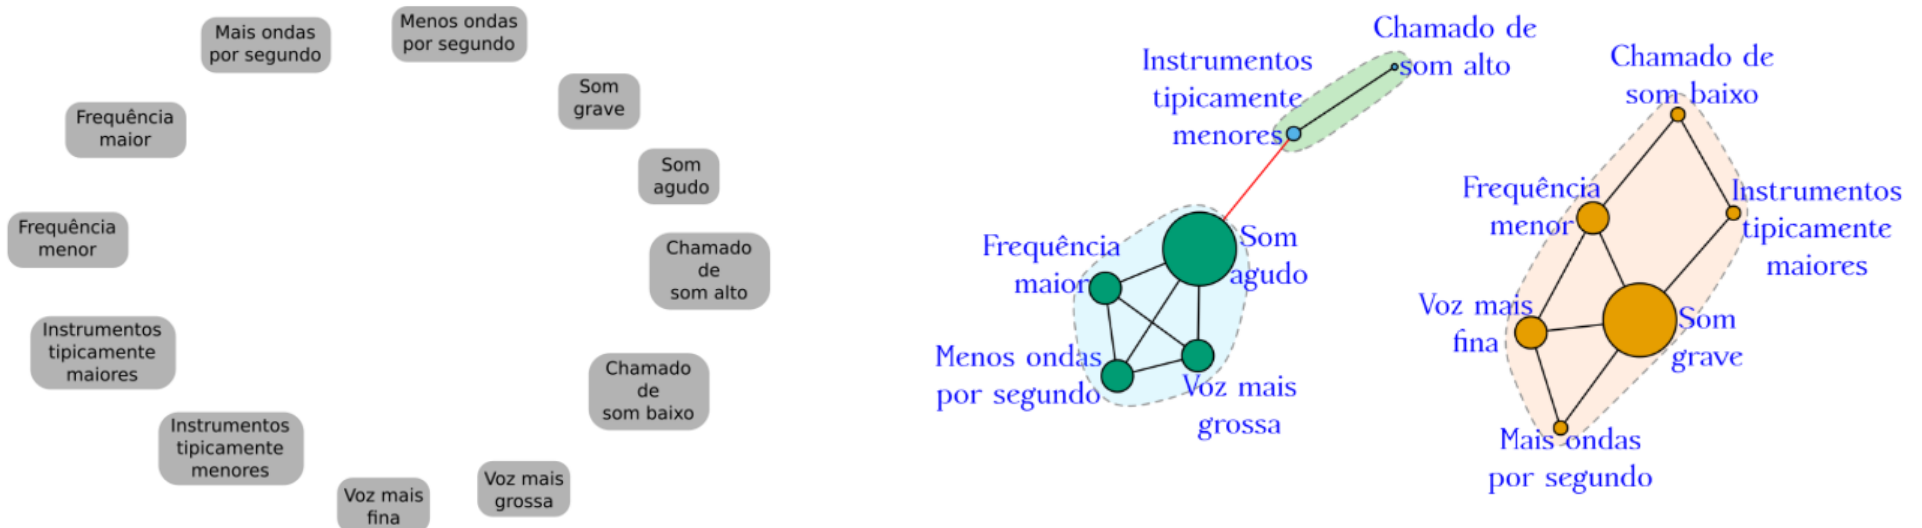 Mais ondas
por segundo
Menos ondas
por segundo
Som
grave
Frequência
maior
Som
agudo
Frequência
menor
Chamado
de
som alto
Instrumentos
tipicamente
maiores
Chamado
de
som baixo
Instrumentos
tipicamente
menores
Voz mais
fina
Voz mais
grossa
Chamado de
som alto
Instrumentos
tipicamente
menores
Som
agudo
Frequência
maior
Menos ondas
por segundo
Voz mais
grossa
Chamado de
som baixo
Frequência
menor
Instrumentos
tipicamente
maiores
Voz mais
fina
Som
grave
Mais ondas
por segundo